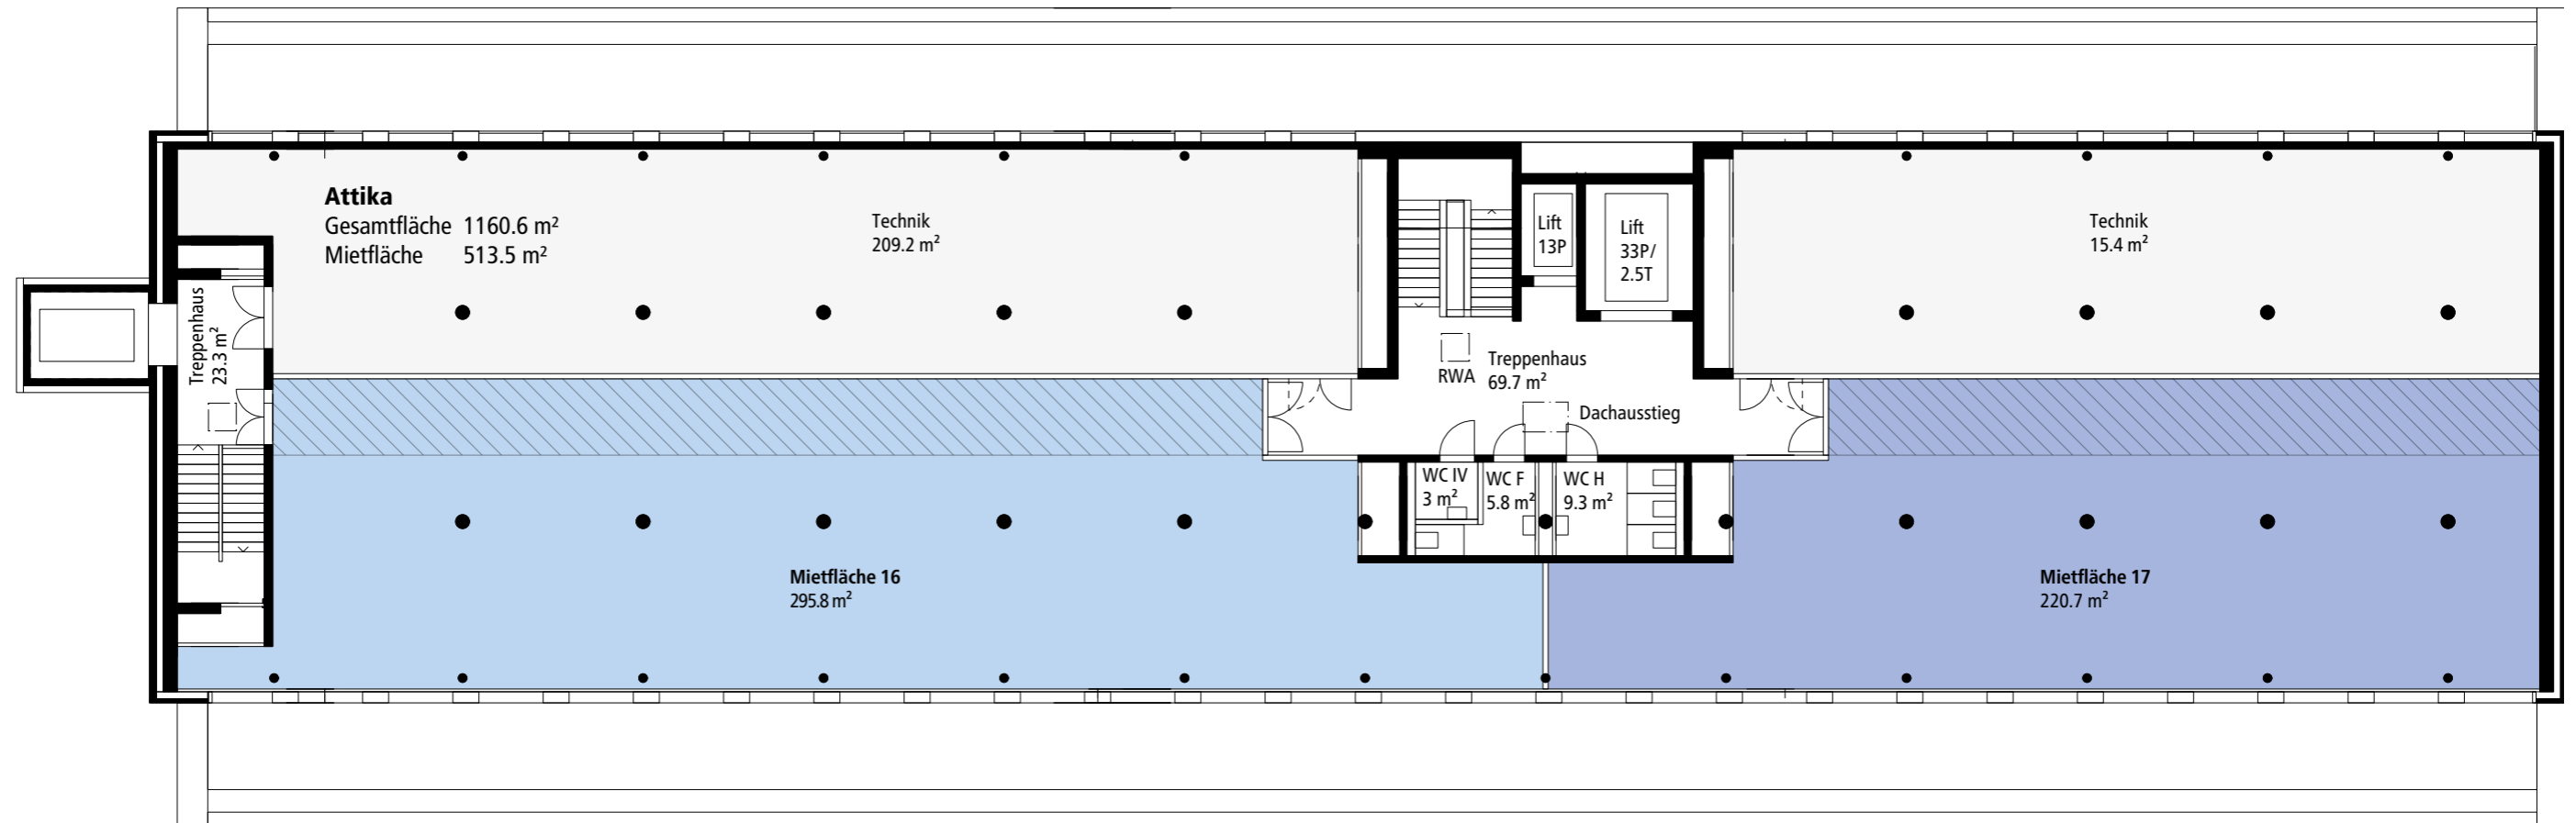 Attika
Gesamtfläche 1160.6 m²
Mietfläche 513.5 m²
Technik
209.2 m²
Lift
13P
Lift
33P/
2.5T
Technik
15.4 m²
Treppenhaus
23.3 m²
RWA
Treppenhaus
69.7 m²
Dachausstieg
WC IV
3 m²
WC F
5.8 m²
WC H
9.3 m²
Mietfläche 16
295.8 m²
Mietfläche 17
220.7 m²